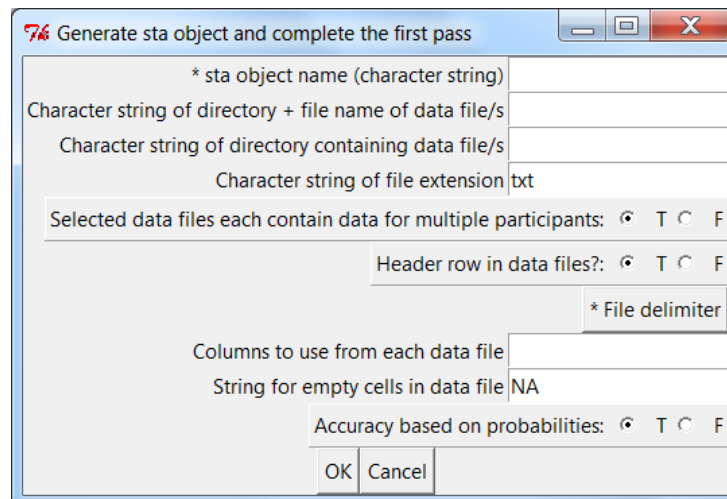 Generate sta object and complete the first pass
* sta object name (character string)
Character string of directory + file name of data file/s
Character string of directory containing data file/s
Character string of file extension txt
Selected data files each contain data for multiple participants: T F
Header row in data files?: T F
* File delimiter
Columns to use from each data file
String for empty cells in data file NA
Accuracy based on probabilities: T F
OK Cancel